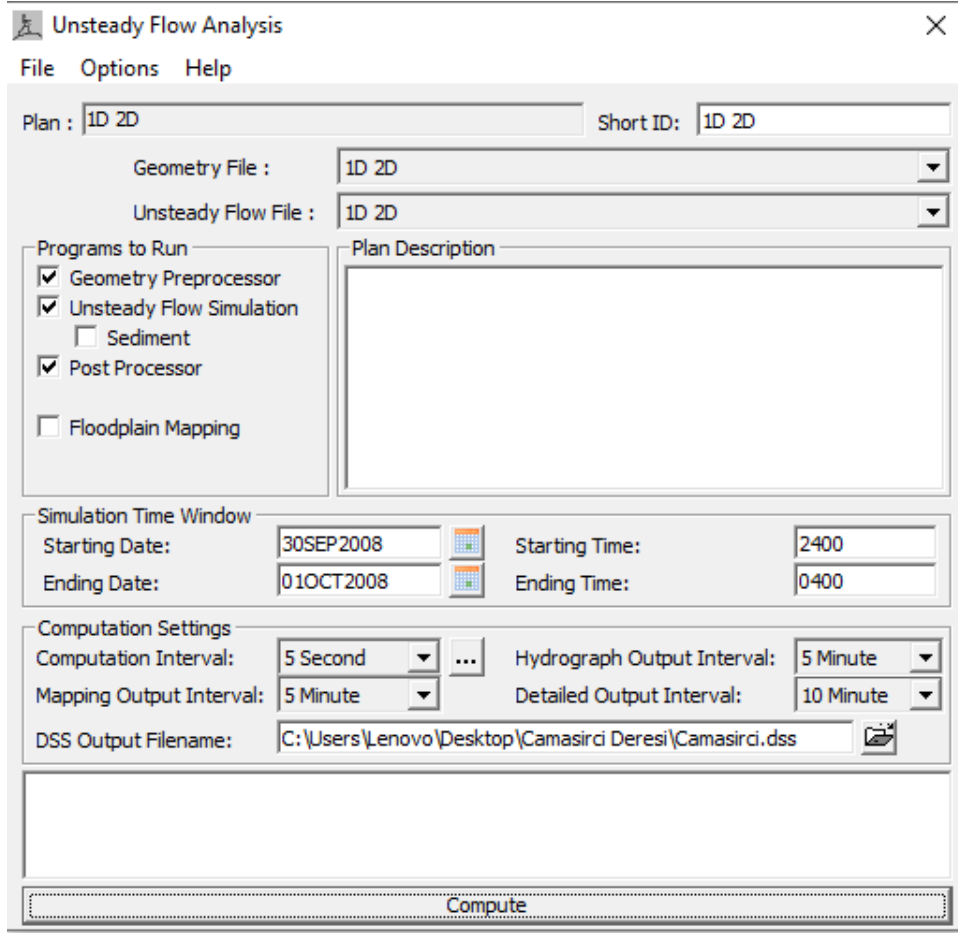 Unsteady Flow Analysis
File Options Help
Plan : 1D 2D Short ID: 1D 2D
Geometry File : 1D 2D
Unsteady Flow File : 1D 2D
Programs to Run
Geometry Preprocessor
Unsteady Flow Simulation
Sediment
Post Processor
Floodplain Mapping
Plan Description
Simulation Time Window
Starting Date: 30SEP2008 Starting Time: 2400
Ending Date: 01OCT2008 Ending Time: 0400
Computation Settings
Computation Interval: 5 Second ... Hydrograph Output Interval: 5 Minute
Mapping Output Interval: 5 Minute Detailed Output Interval: 10 Minute
DSS Output Filename: C:\Users\Lenovo\Desktop\Camasirci Deresi\Camasirci.dss
Compute